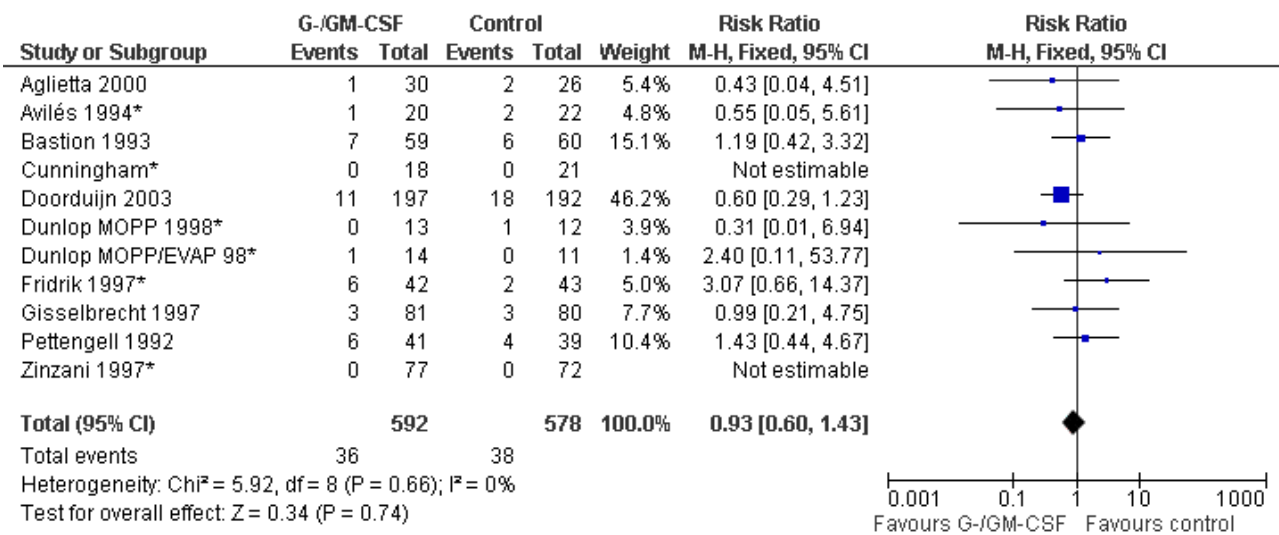 G-/GM-CSF Control Risk Ratio Risk Ratio
Study or Subgroup Events Total Events Total Weight M-H, Fixed, 95% CI M-H, Fixed, 95% CI
Aglietta 2000 1 30 2 26 5.4% 0.43 [0.04, 4.51]
Avilés 1994* 1 20 2 22 4.8% 0.55 [0.05, 5.61]
Bastion 1993 7 59 6 60 15.1% 1.19 [0.42, 3.32]
Cunningham* 0 18 0 21 Not estimable
Doorduijn 2003 11 197 18 192 46.2% 0.60 [0.29, 1.23]
Dunlop MOPP 1998* 0 13 1 12 3.9% 0.31 [0.01, 6.94]
Dunlop MOPP/EVAP 98* 1 14 0 11 1.4% 2.40 [0.11, 53.77]
Fridrik 1997* 6 42 2 43 5.0% 3.07 [0.66, 14.37]
Gisselbrecht 1997 3 81 3 80 7.7% 0.99 [0.21, 4.75]
Pettengell 1992 6 41 4 39 10.4% 1.43 [0.44, 4.67]
Zinzani 1997* 0 77 0 72 Not estimable
Total (95% CI) 592 578 100.0% 0.93 [0.60, 1.43]
Total events 36 38
Heterogeneity: Chi² = 5.92, df = 8 (P = 0.66); I² = 0%
Test for overall effect: Z = 0.34 (P = 0.74)
0.001 0.1 1 10 1000
Favours G-/GM-CSF Favours control